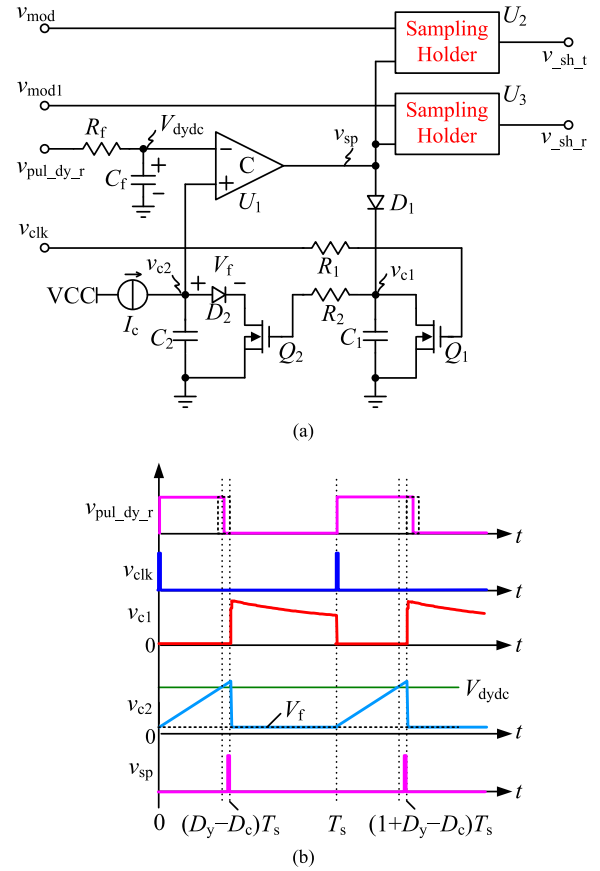 v_mod
Sampling Holder
U_2
v_sh_t
v_mod1
Sampling Holder
U_3
v_sh_r
R_f
V_dydc
v_sp
v_pul_dy_r
C_f
+
−
−
+
C
U_1
D_1
v_clk
R_1
v_c2
+
V_f
−
v_c1
VCC
I_c
D_2
R_2
C_2
Q_2
C_1
Q_1
(a)
v_pul_dy_r
t
v_clk
t
v_c1
0
t
V_dydc
v_c2
V_f
0
t
v_sp
t
0
(D_y−D_c)T_s
T_s
(1+D_y−D_c)T_s
(b)